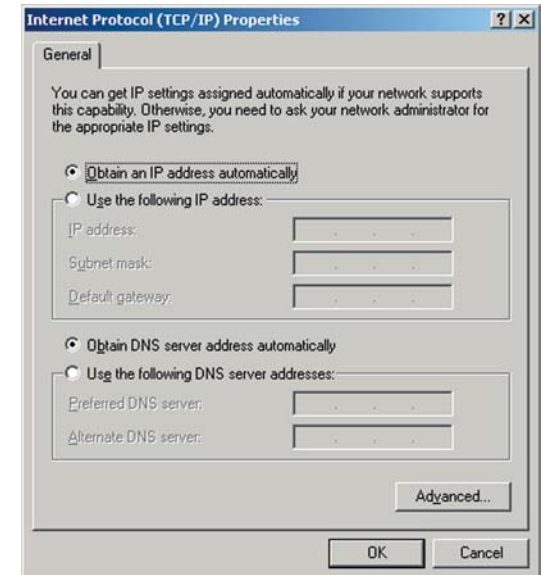 Internet Protocol (TCP/IP) Properties
? X
General
You can get IP settings assigned automatically if your network supports
this capability. Otherwise, you need to ask your network administrator for
the appropriate IP settings.
Obtain an IP address automatically
Use the following IP address:
IP address:
Subnet mask:
Default gateway:
Obtain DNS server address automatically
Use the following DNS server addresses:
Preferred DNS server:
Alternate DNS server:
Advanced...
OK
Cancel